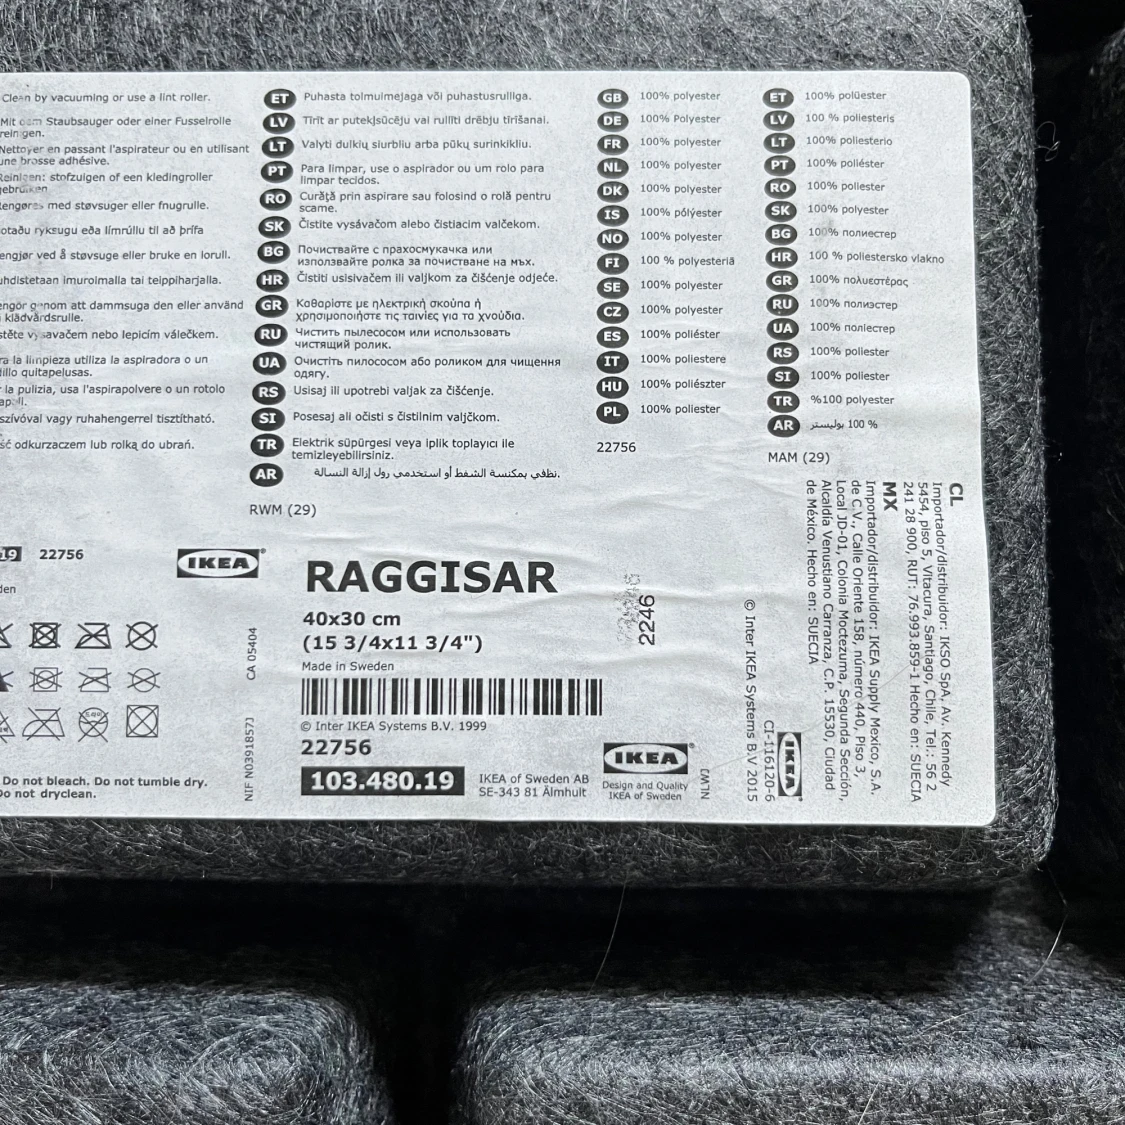 Clean by vacuuming or use a lint roller.
Mit dem Staubsauger oder einer Fusselrolle
reinigen.
Nettoyer en passant l'aspirateur ou en utilisant
une brosse adhésive.
Reinigen: stofzuigen of een kledingroller
gebruiken
med støvsuger eller fnugrulle.
ryksugu eða límrúllu til að þrífa
ved å støvsuge eller bruke en lorull.
imuroimalla tai teippiharjalla.
genom att dammsuga den eller använd
klädvårdsrulle.
nebo lepicím válečkem.
la limpieza utiliza la aspiradora o un
quitapelusas.
la pulizia, usa l'aspirapolvere o un rotolo
vagy ruhahengerrel tisztítható.
odkurzaczem lub rolką do ubrań.
ET Puhasta tolmuimejaga või puhastusrulliga.
LV Tīrīt ar putekļsūcēju vai rullīti drēbju tīrīšanai.
LT Valyti dulkių siurbliu arba pūkų surinkikliu.
PT Para limpar, use o aspirador ou um rolo para
limpar tecidos.
RO Curăţă prin aspirare sau folosind o rolă pentru
scame.
SK Čistite vysávačom alebo čistiacim valčekom.
BG Почиствайте с прахосмукачка или
използвайте ролка за почистване на мъх.
HR Čistiti usisivačem ili valjkom za čišćenje odjeće.
GR Καθαρίστε με ηλεκτρική σκούπα ή
χρησιμοποιήστε τις ταινίες για τα χνούδια.
RU Чистить пылесосом или использовать
чистящий ролик.
UA Очистіть пилососом або роликом для чищення
одягу.
RS Usisaj ili upotrebi valjak za čišćenje.
SI Posesaj ali očisti s čistilnim valjčkom.
TR Elektrik süpürgesi veya iplik toplayıcı ile
temizleyebilirsiniz.
AR نظفي بمكنسة الشفط أو استخدمي رول إزالة النسالة.
RWM (29)
GB 100% polyester
DE 100% Polyester
FR 100% Polyester
NL 100% polyester
DK 100% polyester
IS 100% pólýester
NO 100% polyester
FI 100 % polyesteriä
SE 100% polyester
CZ 100% polyester
ES 100% poliéster
IT 100% poliestere
HU 100% poliészter
PL 100% poliester
22756
ET 100% polüester
LV 100 % poliesteris
LT 100% poliesterio
PT 100% poliéster
RO 100% poliester
SK 100% polyester
BG 100% полиестер
HR 100 % poliestersko vlakno
GR 100% πολυεστέρας
RU 100% полиэстер
UA 100% поліестер
RS 100% poliester
SI 100% poliester
TR %100 polyester
AR 100 % بوليستر
MAM (29)
CL
Importador/distribuidor: IKSO SpA, Av. Kennedy
5454, piso 5, Vitacura, Santiago, Chile, Tel.: 56 2
241 28 900, RUT: 76.993.859-1 Hecho en: SUECIA
MX
Importador/distribuidor: IKEA Supply Mexico, S.A.
de C.V., Calle Oriente 158, número 440, Piso 3,
Local JD-01, Colonia Moctezuma, Segunda Sección,
Alcaldía Venustiano Carranza, C.P. 15530, Ciudad
de México. Hecho en: SUECIA
19 22756
IKEA®
CA 05404
NIF N0391857J
Do not bleach. Do not tumble dry.
Do not dryclean.
RAGGISAR
40x30 cm
(15 3/4x11 3/4")
Made in Sweden
© Inter IKEA Systems B.V. 1999
22756
103.480.19
IKEA of Sweden AB
SE-343 81 Älmhult
2246
IKEA®
Design and Quality
IKEA of Sweden
NLW1
© Inter IKEA Systems B.V 2015
CI-116120-6
IKEA